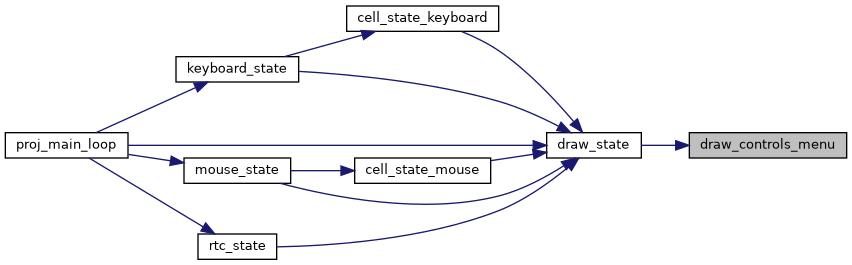 cell_state_keyboard
keyboard_state
proj_main_loop
draw_state
draw_controls_menu
mouse_state
cell_state_mouse
rtc_state